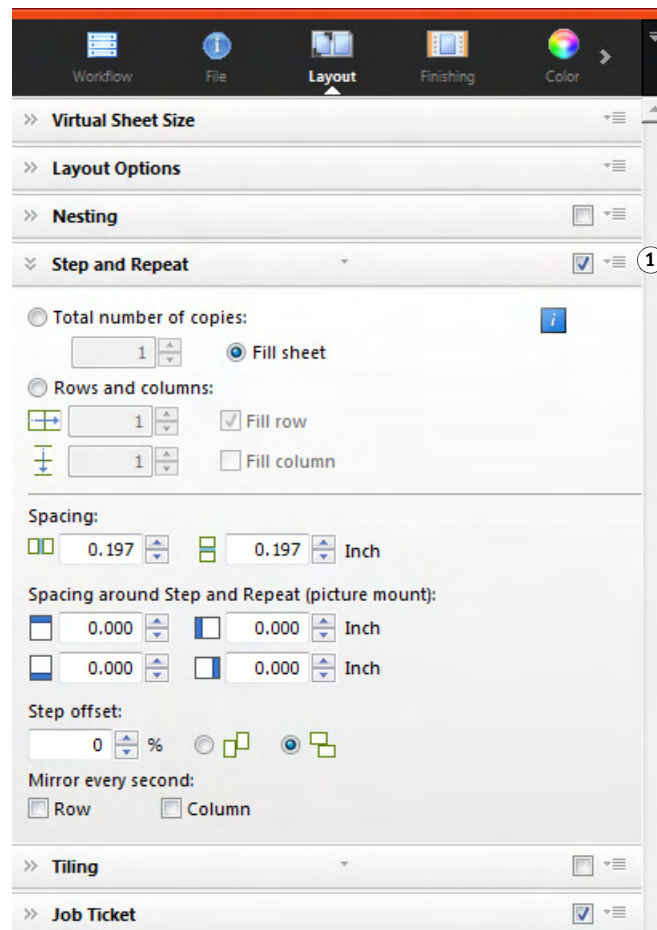 Workflow File Layout Finishing Color
Virtual Sheet Size
Layout Options
Nesting
Step and Repeat 1
Total number of copies: i
1 Fill sheet
Rows and columns:
1 Fill row
1 Fill column
Spacing:
0.197 0.197 Inch
Spacing around Step and Repeat (picture mount):
0.000 0.000 Inch
0.000 0.000 Inch
Step offset:
0 %
Mirror every second:
Row Column
Tiling
Job Ticket